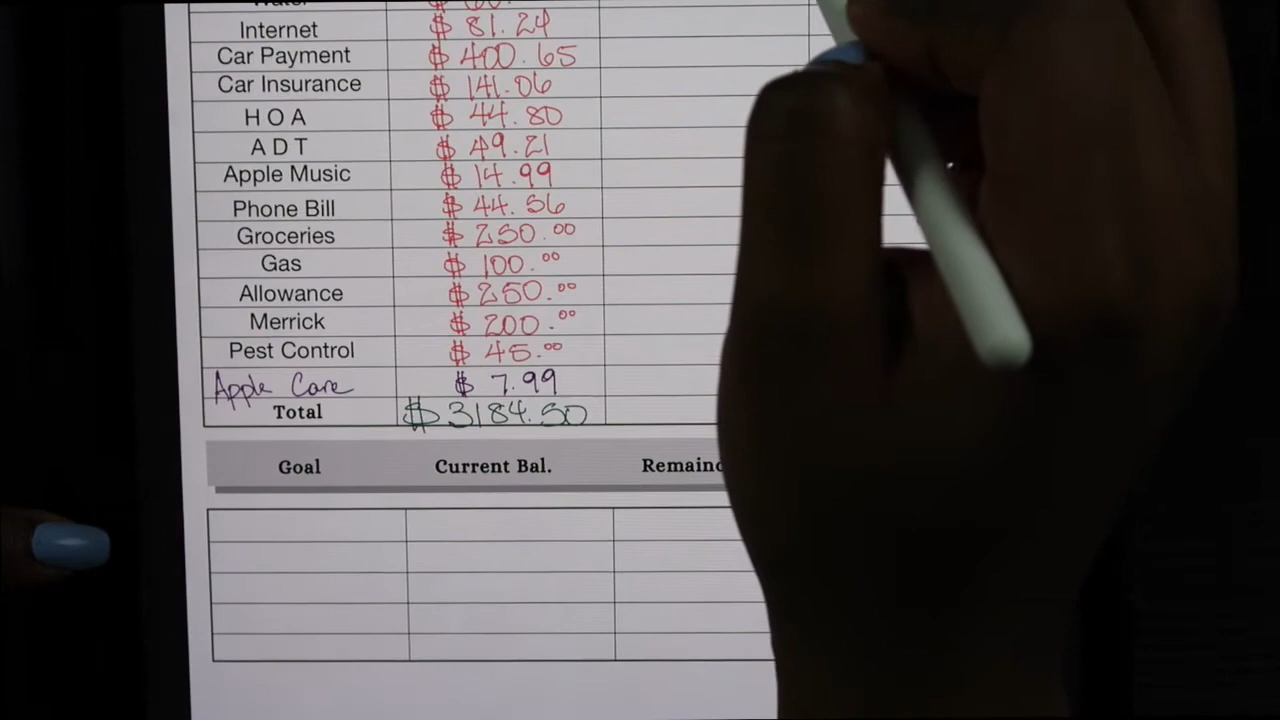 Internet $ 81.24
Car Payment $ 400.65
Car Insurance $ 141.06
H O A $ 44.80
A D T $ 49.21
Apple Music $ 14.99
Phone Bill $ 44.56
Groceries $ 250.00
Gas $ 100.00
Allowance $ 250.00
Merrick $ 200.00
Pest Control $ 45.00
Apple Care $ 7.99
Total $ 3184.50
Goal Current Bal.